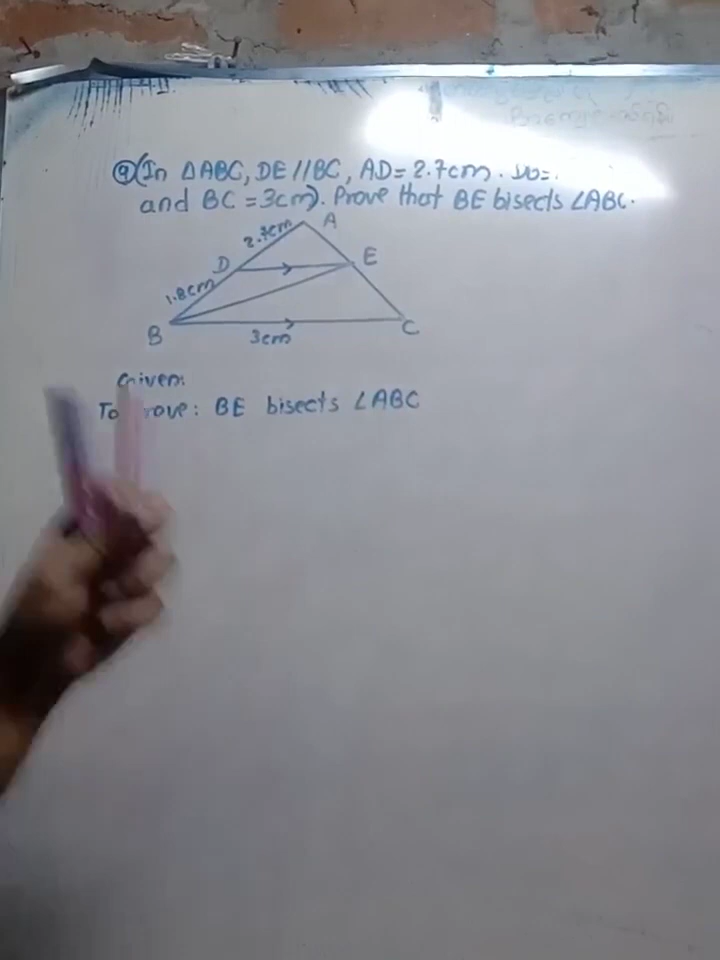 9(In ΔABC, DE//BC, AD= 2.7cm.
and BC = 3cm). Prove that BE bisects ∠ABC.
2.7cm
A
D
E
1.8cm
B
3cm
C
Given:
To prove: BE bisects ∠ABC